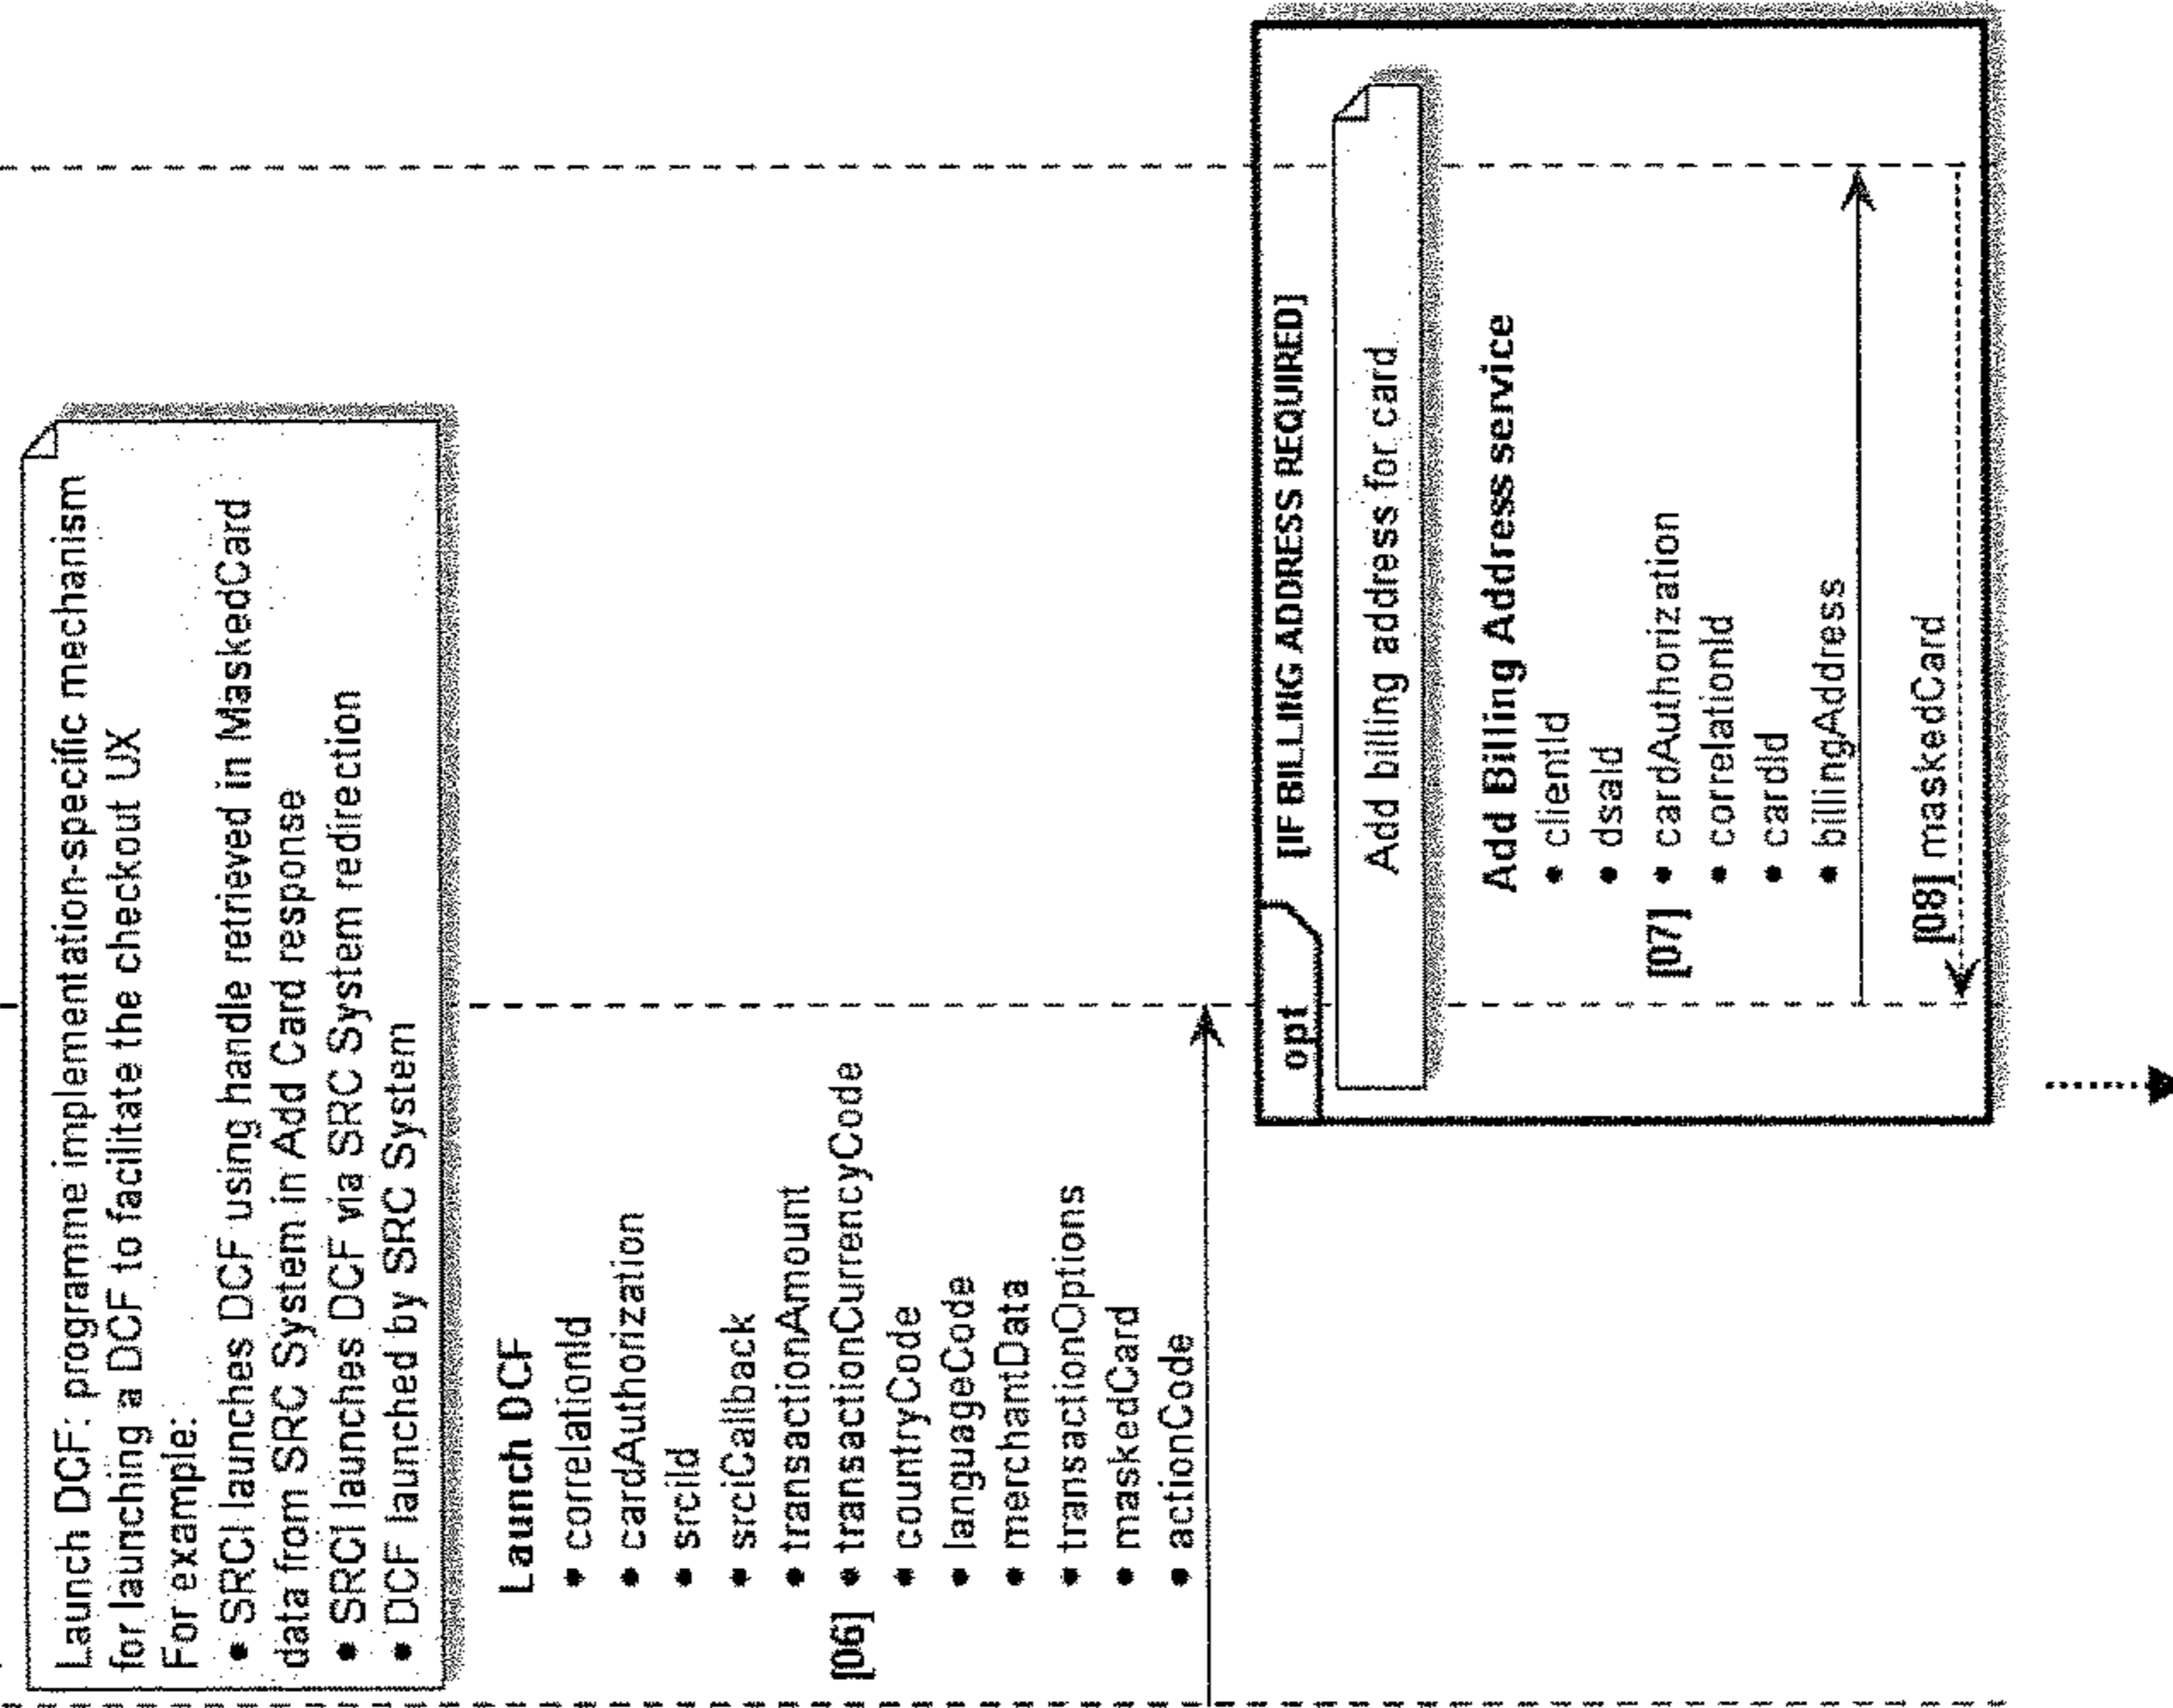 Launch DCF: programme implementation-specific mechanism
for launching a DCF to facilitate the checkout UX
For example:
• SRCI launches DCF using handle retrieved in MaskedCard
data from SRC System in Add Card response
• SRCI launches DCF via SRC System redirection
• DCF launched by SRC System
Launch DCF
• correlationId
• cardAuthorization
• srciId
• srciCallback
• transactionAmount
[06] • transactionCurrencyCode
• countryCode
• languageCode
• merchantData
• transactionOptions
• maskedCard
• actionCode
opt [IF BILLING ADDRESS REQUIRED]
Add billing address for card
Add Billing Address service
• clientId
• dsaId
[07] • cardAuthorization
• correlationId
• cardId
• billingAddress
[08] maskedCard